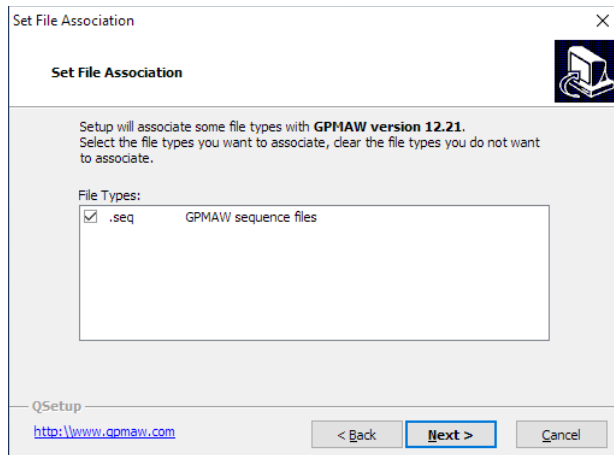 Set File Association
Set File Association
Setup will associate some file types with GPMAW version 12.21.
Select the file types you want to associate, clear the file types you do not want
to associate.
File Types:
.seq GPMAW sequence files
QSetup
http:\\www.gpmaw.com
< Back Next > Cancel